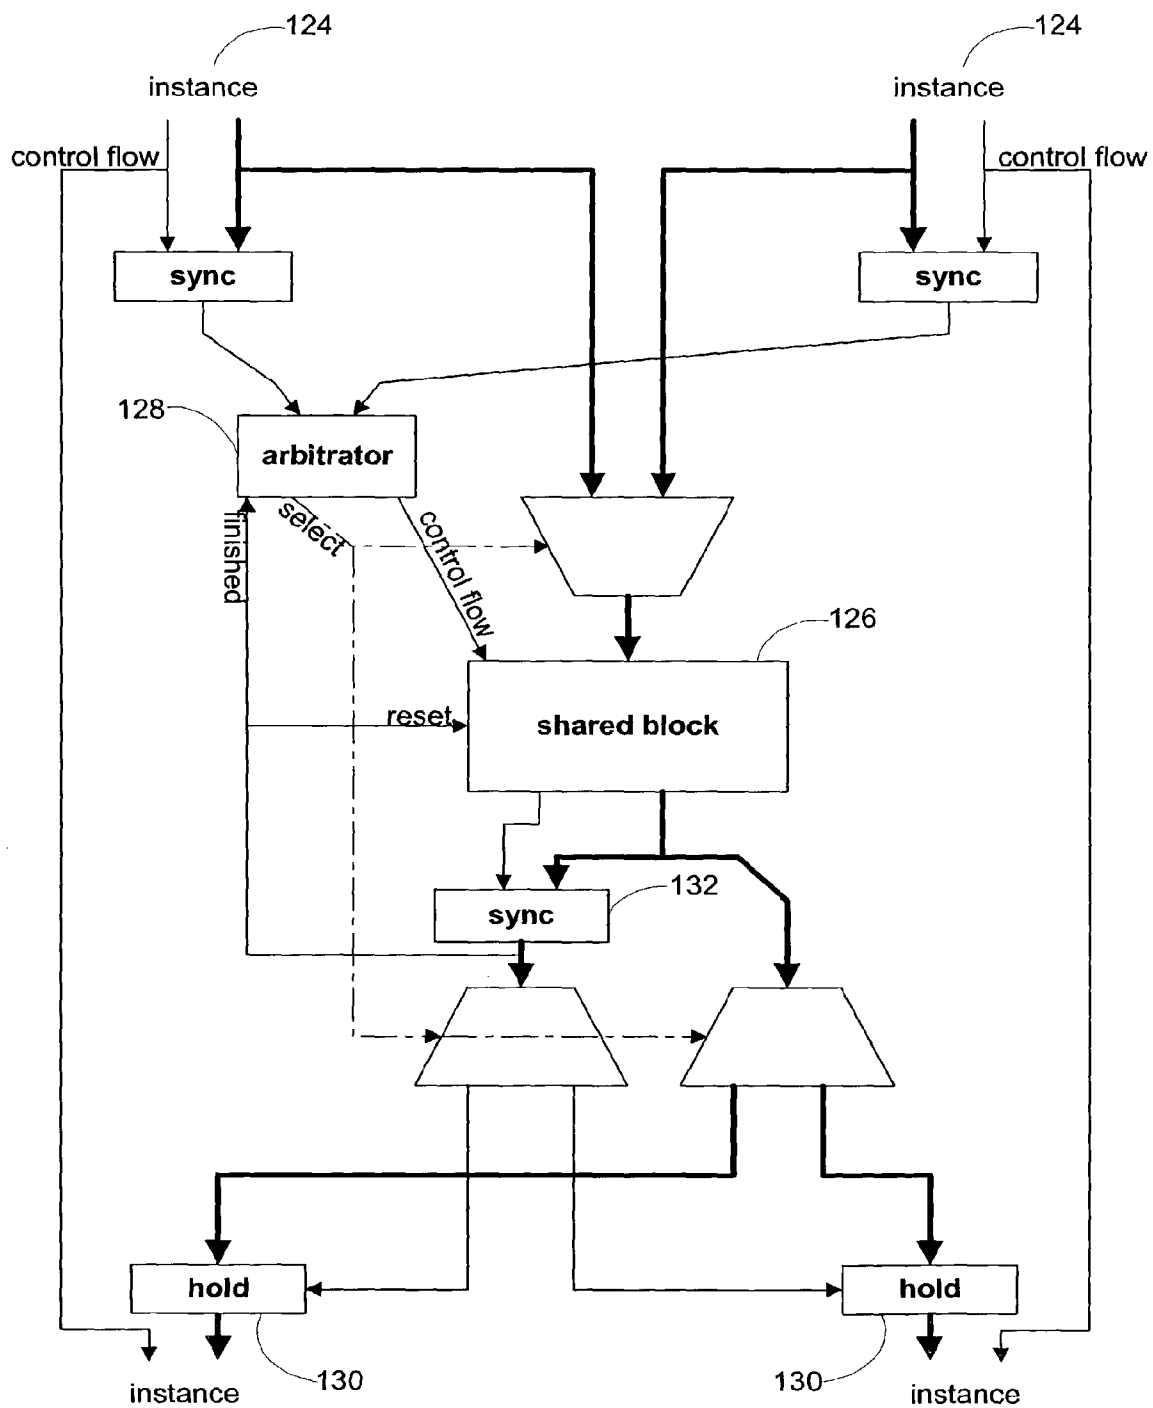 124
124
instance
instance
control flow
control flow
sync
sync
128
arbitrator
finished
select
control flow
126
reset
shared block
132
sync
hold
hold
130
130
instance
instance